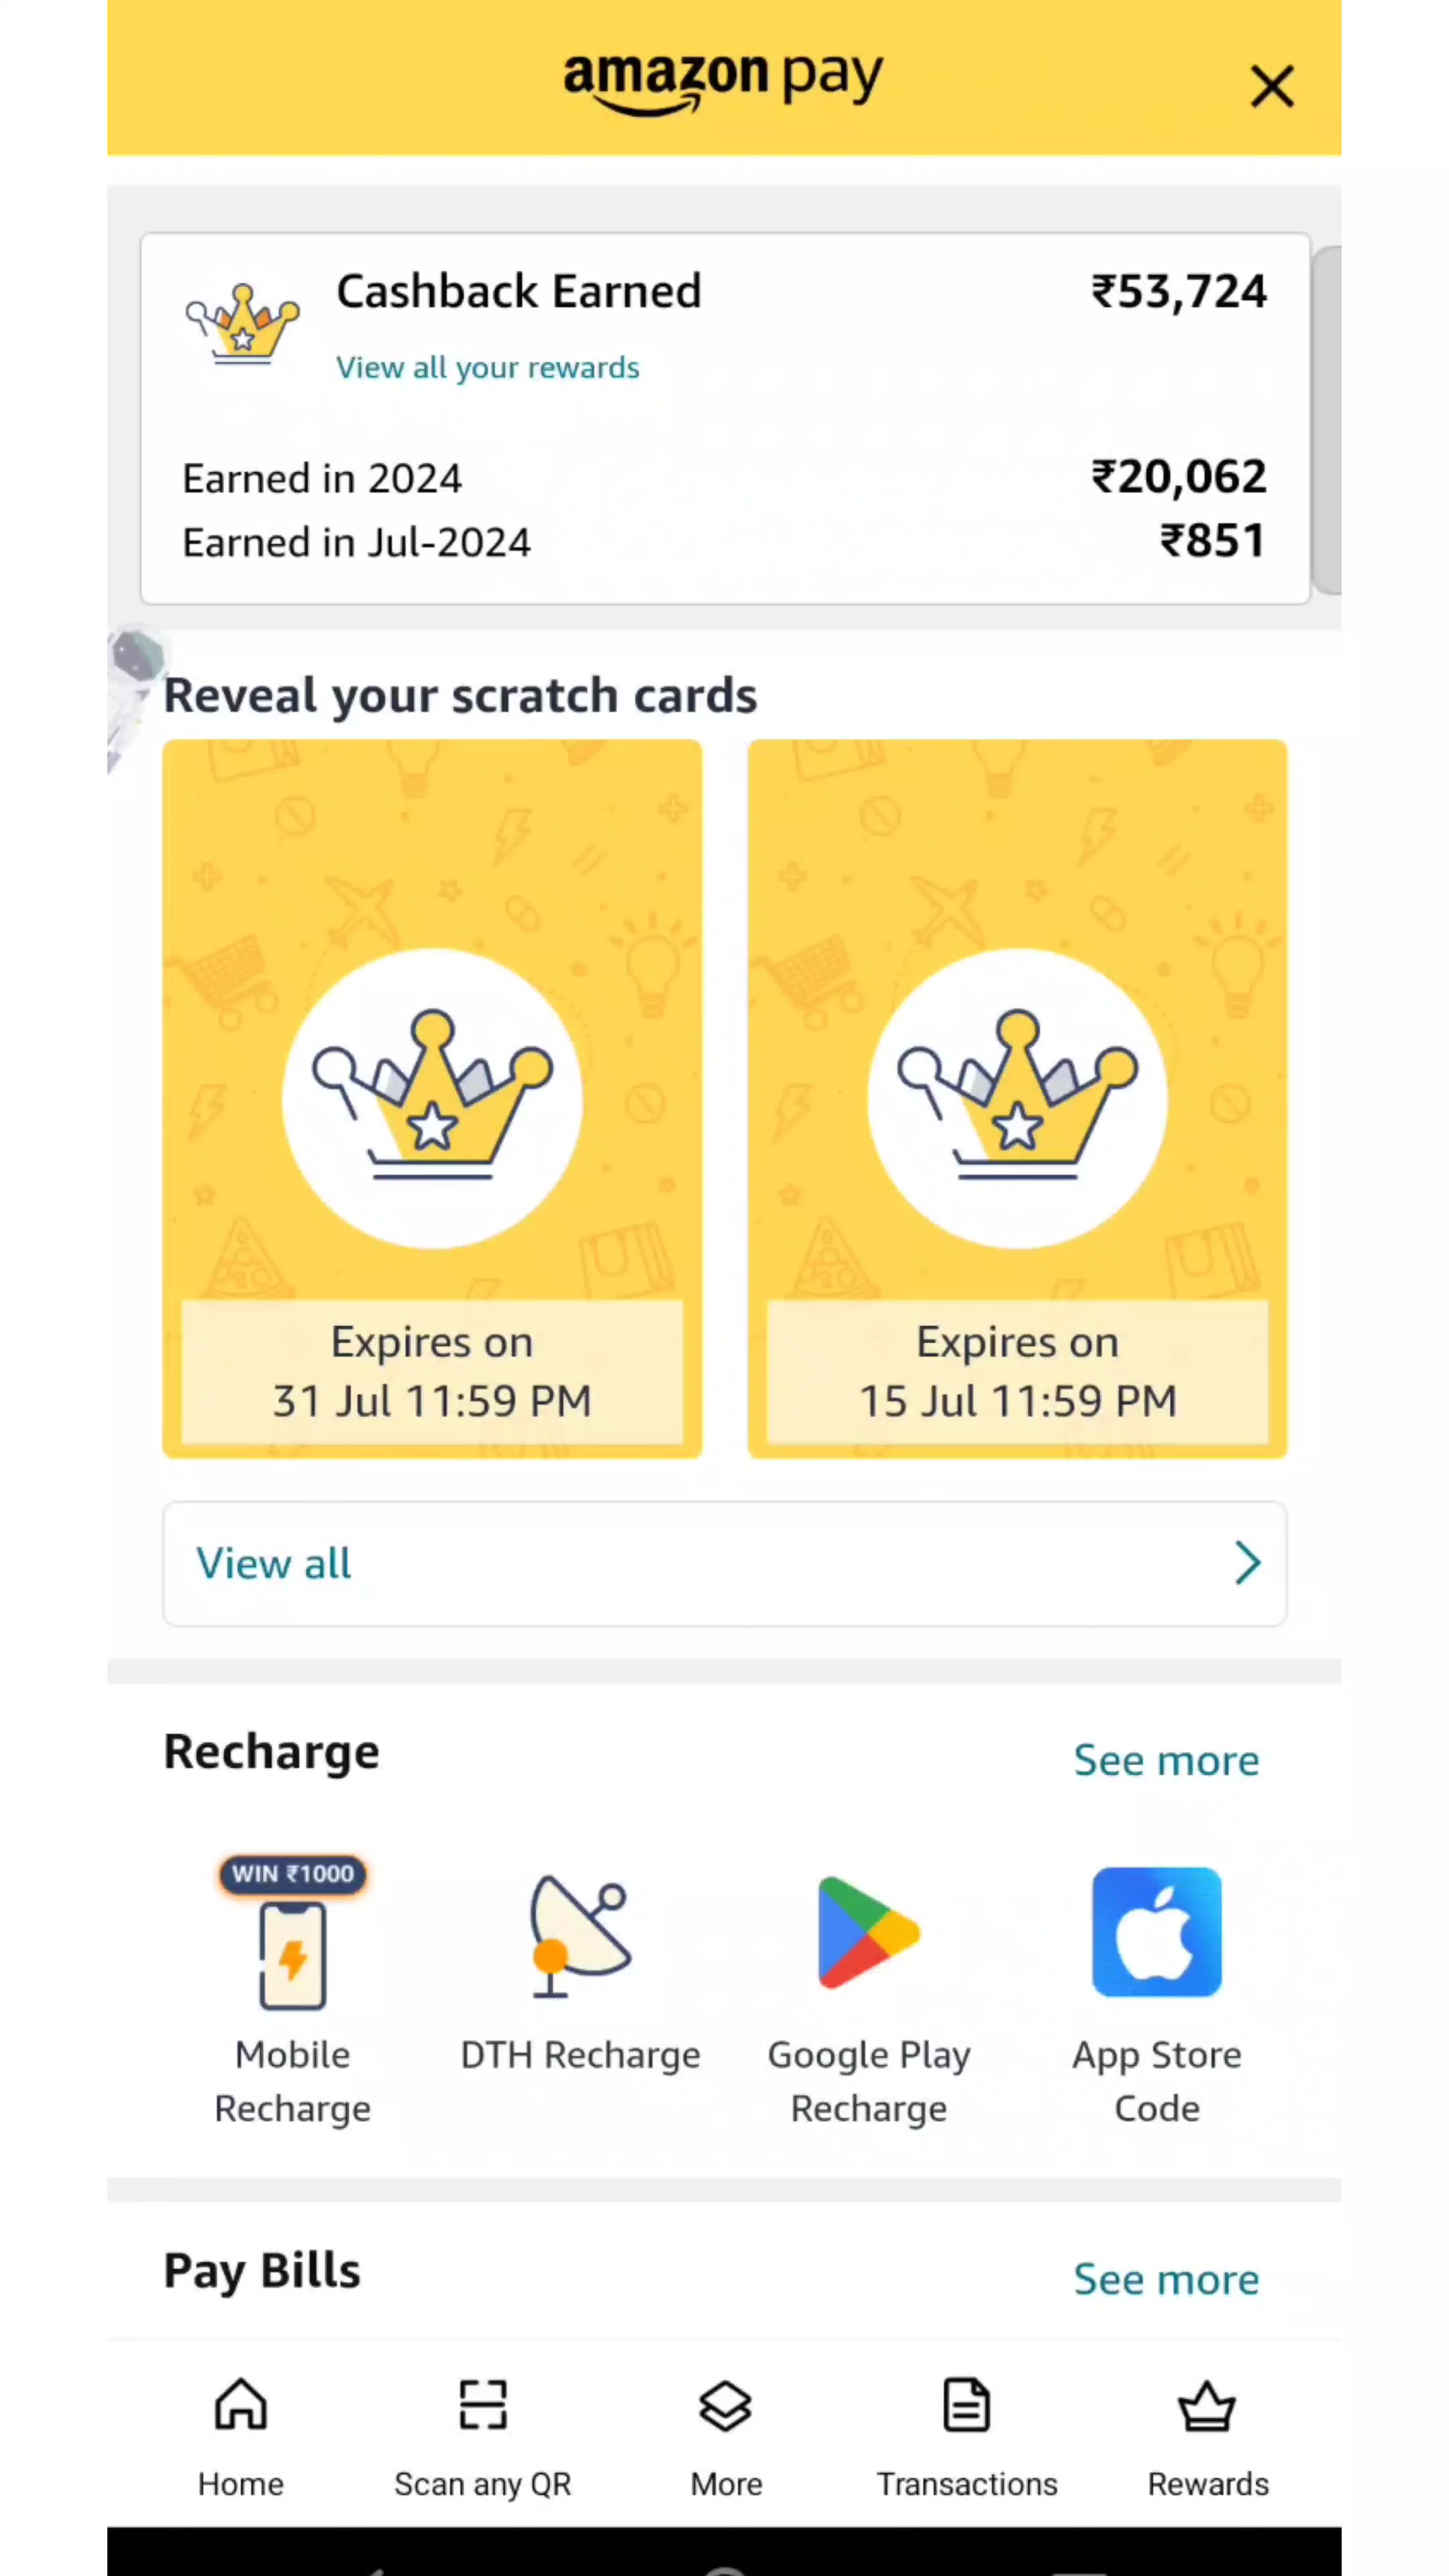 amazon pay
Cashback Earned ₹53,724
View all your rewards
Earned in 2024 ₹20,062
Earned in Jul-2024 ₹851
Reveal your scratch cards
Expires on
31 Jul 11:59 PM
Expires on
15 Jul 11:59 PM
View all
Recharge See more
WIN ₹1000
Mobile
Recharge
DTH Recharge
Google Play
Recharge
App Store
Code
Pay Bills See more
Home Scan any QR More Transactions Rewards